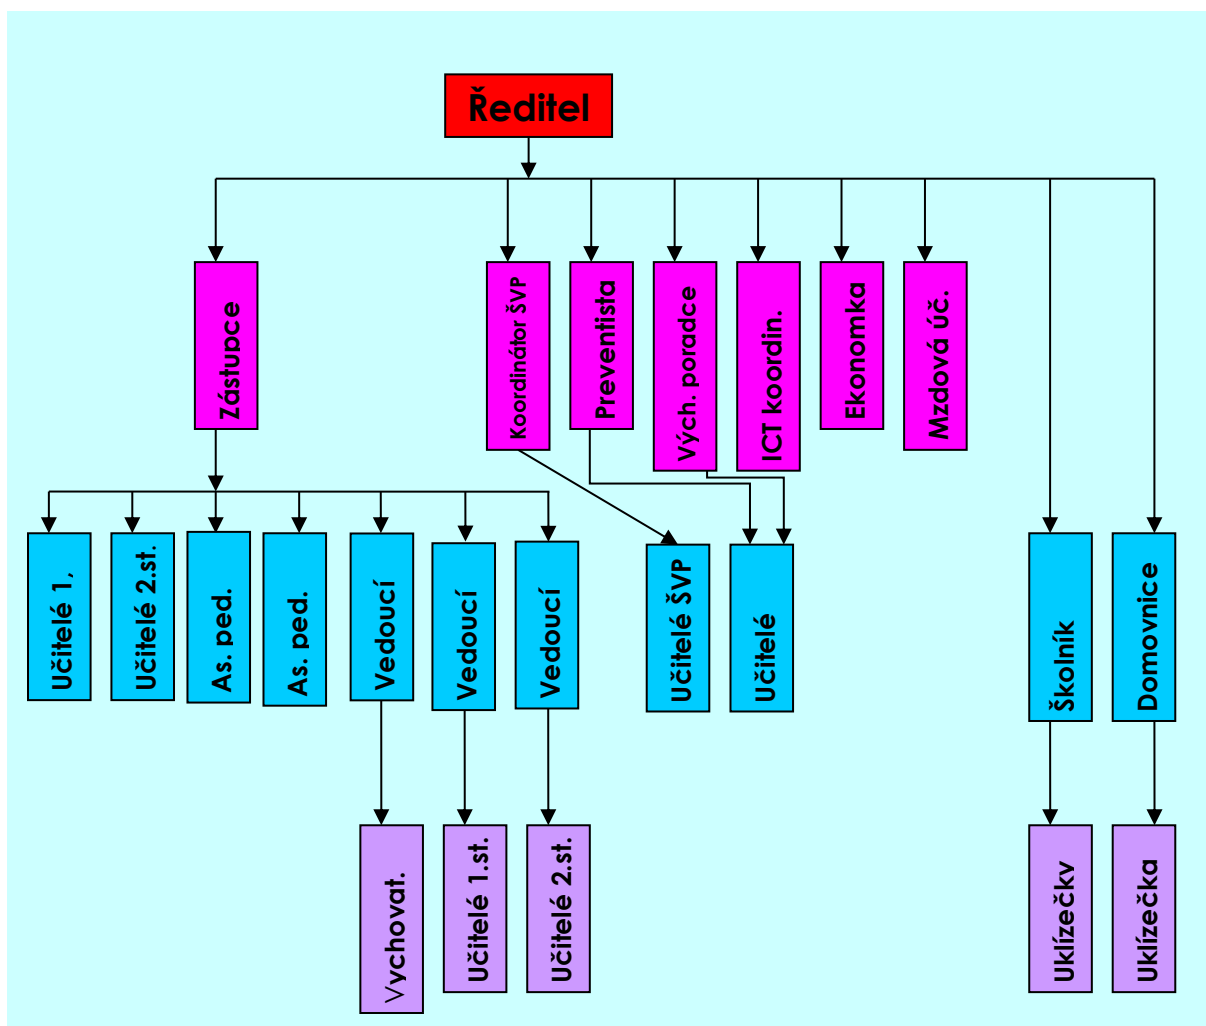 Ředitel
Zástupce
Koordinátor ŠVP
Preventista
Vých. poradce
ICT koordin.
Ekonomka
Mzdová úč.
Učitelé 1,
Učitelé 2.st.
As. ped.
As. ped.
Vedoucí
Vedoucí
Vedoucí
Učitelé ŠVP
Učitelé
Školník
Domovnice
Vychovat.
Učitelé 1.st.
Učitelé 2.st.
Uklízečky
Uklízečka